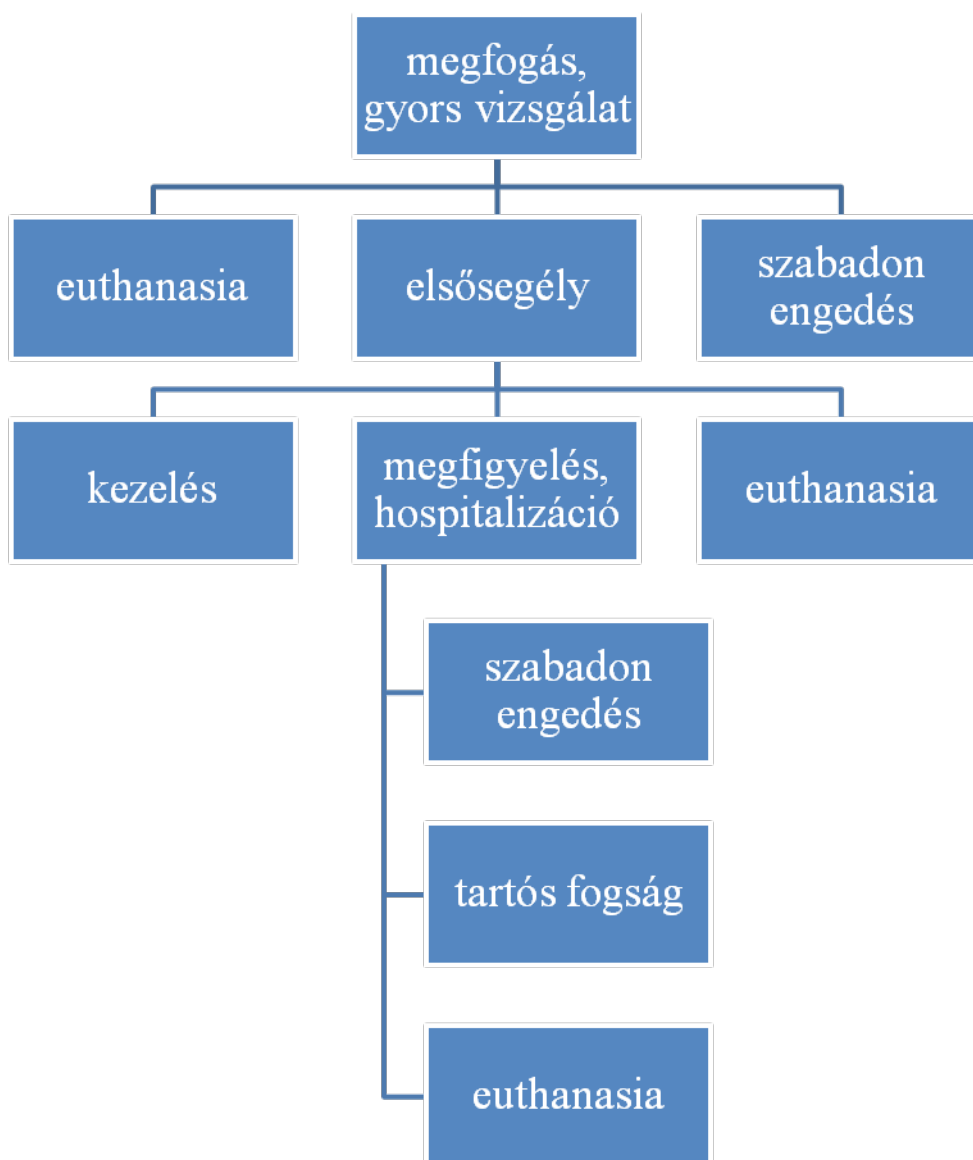 megfogás,
gyors vizsgálat
euthanasia
elsősegély
szabadon
engedés
kezelés
megfigyelés,
hospitalizáció
euthanasia
szabadon
engedés
tartós fogság
euthanasia